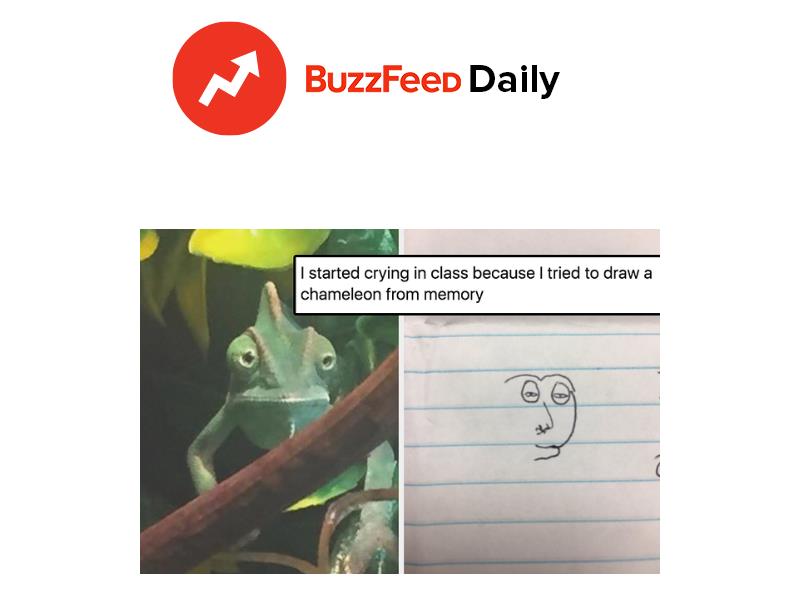 BuzzFeed Daily
I started crying in class because I tried to draw a
chameleon from memory